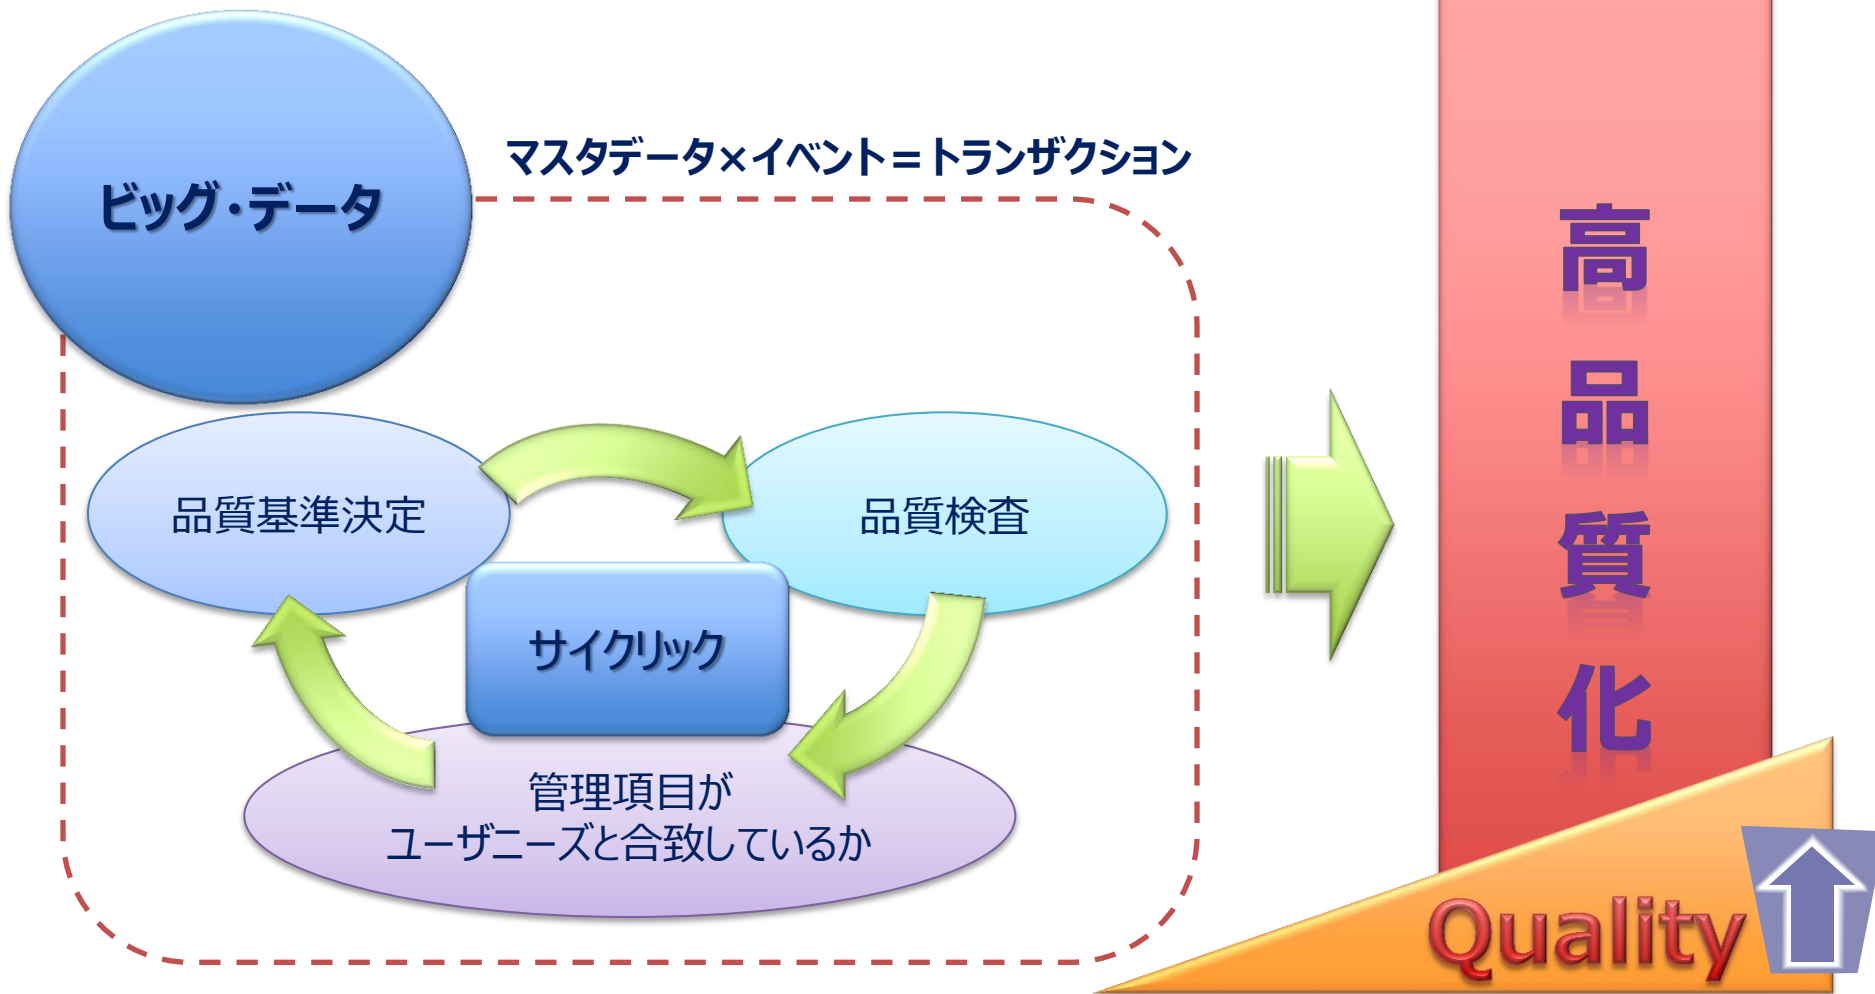 ビッグ・データ
マスタデータ×イベント=トランザクション
品質基準決定
品質検査
サイクリック
管理項目が
ユーザニーズと合致しているか
高品質化
Quality